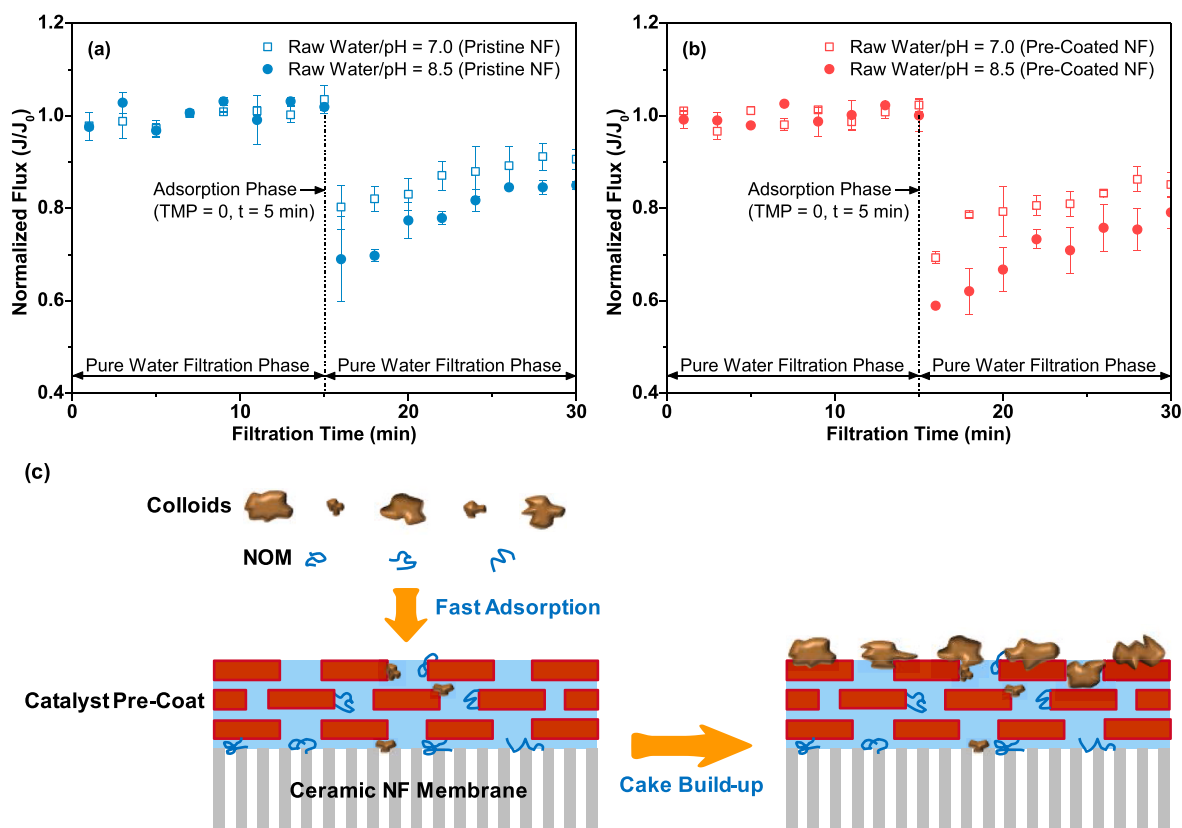 (a)
Raw Water/pH = 7.0 (Pristine NF)
Raw Water/pH = 8.5 (Pristine NF)
Normalized Flux (J/J₀)
1.2
1.0
0.8
0.6
0.4
Adsorption Phase
(TMP = 0, t = 5 min)
Pure Water Filtration Phase
Pure Water Filtration Phase
0
10
20
30
Filtration Time (min)
(b)
Raw Water/pH = 7.0 (Pre-Coated NF)
Raw Water/pH = 8.5 (Pre-Coated NF)
Normalized Flux (J/J₀)
1.2
1.0
0.8
0.6
0.4
Adsorption Phase
(TMP = 0, t = 5 min)
Pure Water Filtration Phase
Pure Water Filtration Phase
0
10
20
30
Filtration Time (min)
(c)
Colloids
NOM
Fast Adsorption
Catalyst Pre-Coat
Ceramic NF Membrane
Cake Build-up